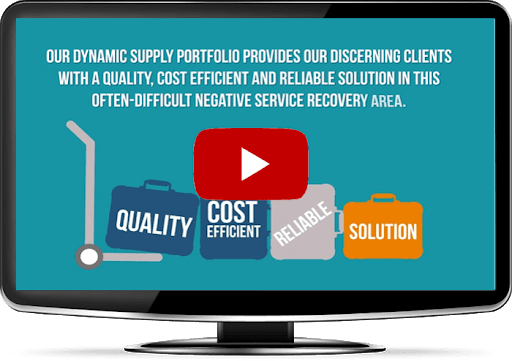 OUR DYNAMIC SUPPLY PORTFOLIO PROVIDES OUR DISCERNING CLIENTS
WITH A QUALITY, COST EFFICIENT AND RELIABLE SOLUTION IN THIS
OFTEN-DIFFICULT NEGATIVE SERVICE RECOVERY AREA.
QUALITY
COST
EFFICIENT
RELIABLE
SOLUTION